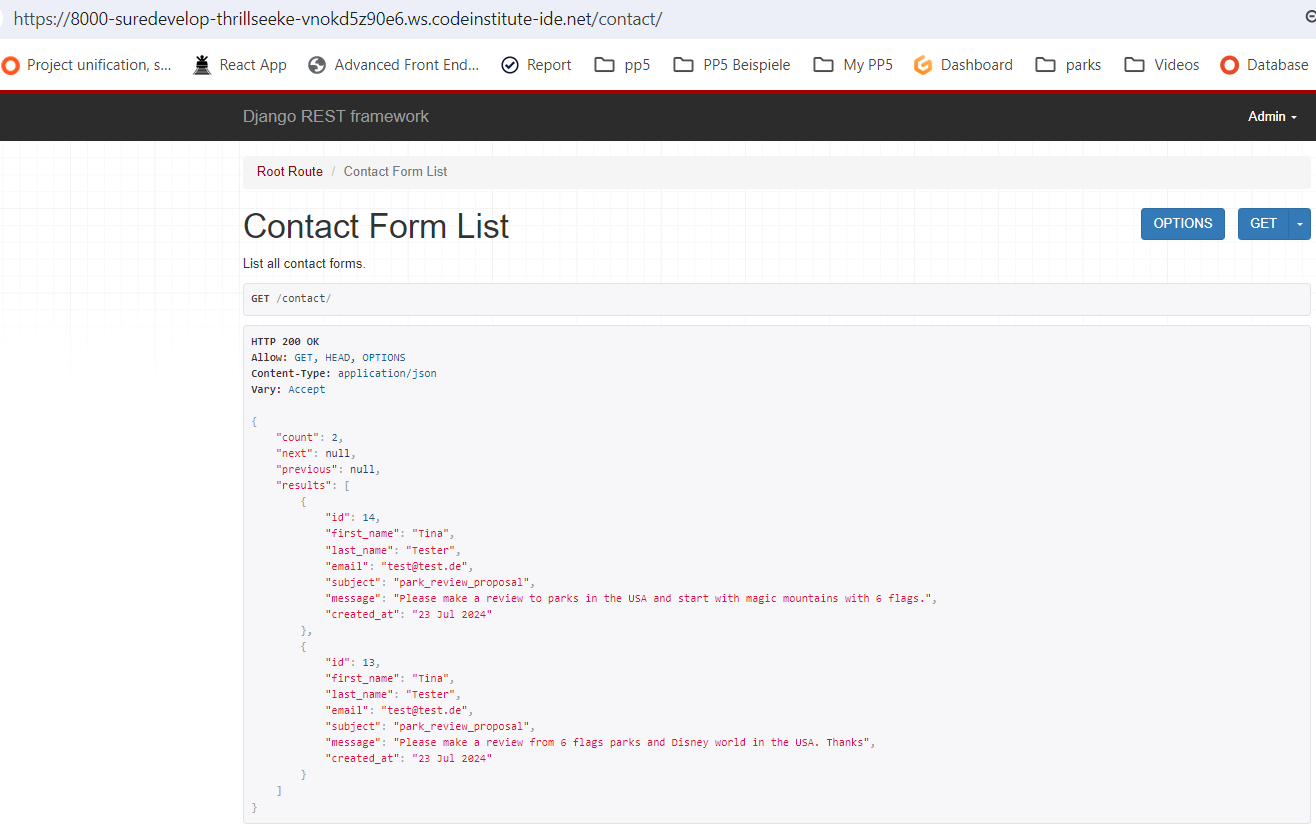 https://8000-suredevelop-thrillseeke-vnokd5z90e6.ws.codeinstitute-ide.net/contact/
Project unification, s... React App Advanced Front End... Report pp5 PP5 Beispiele My PP5 Dashboard parks Videos Database
Django REST framework Admin
Root Route / Contact Form List
Contact Form List OPTIONS GET
List all contact forms.
GET /contact/
HTTP 200 OK
Allow: GET, HEAD, OPTIONS
Content-Type: application/json
Vary: Accept
{
"count": 2,
"next": null,
"previous": null,
"results": [
{
"id": 14,
"first_name": "Tina",
"last_name": "Tester",
"email": "test@test.de",
"subject": "park_review_proposal",
"message": "Please make a review to parks in the USA and start with magic mountains with 6 flags.",
"created_at": "23 Jul 2024"
},
{
"id": 13,
"first_name": "Tina",
"last_name": "Tester",
"email": "test@test.de",
"subject": "park_review_proposal",
"message": "Please make a review from 6 flags parks and Disney world in the USA. Thanks",
"created_at": "23 Jul 2024"
}
]
}